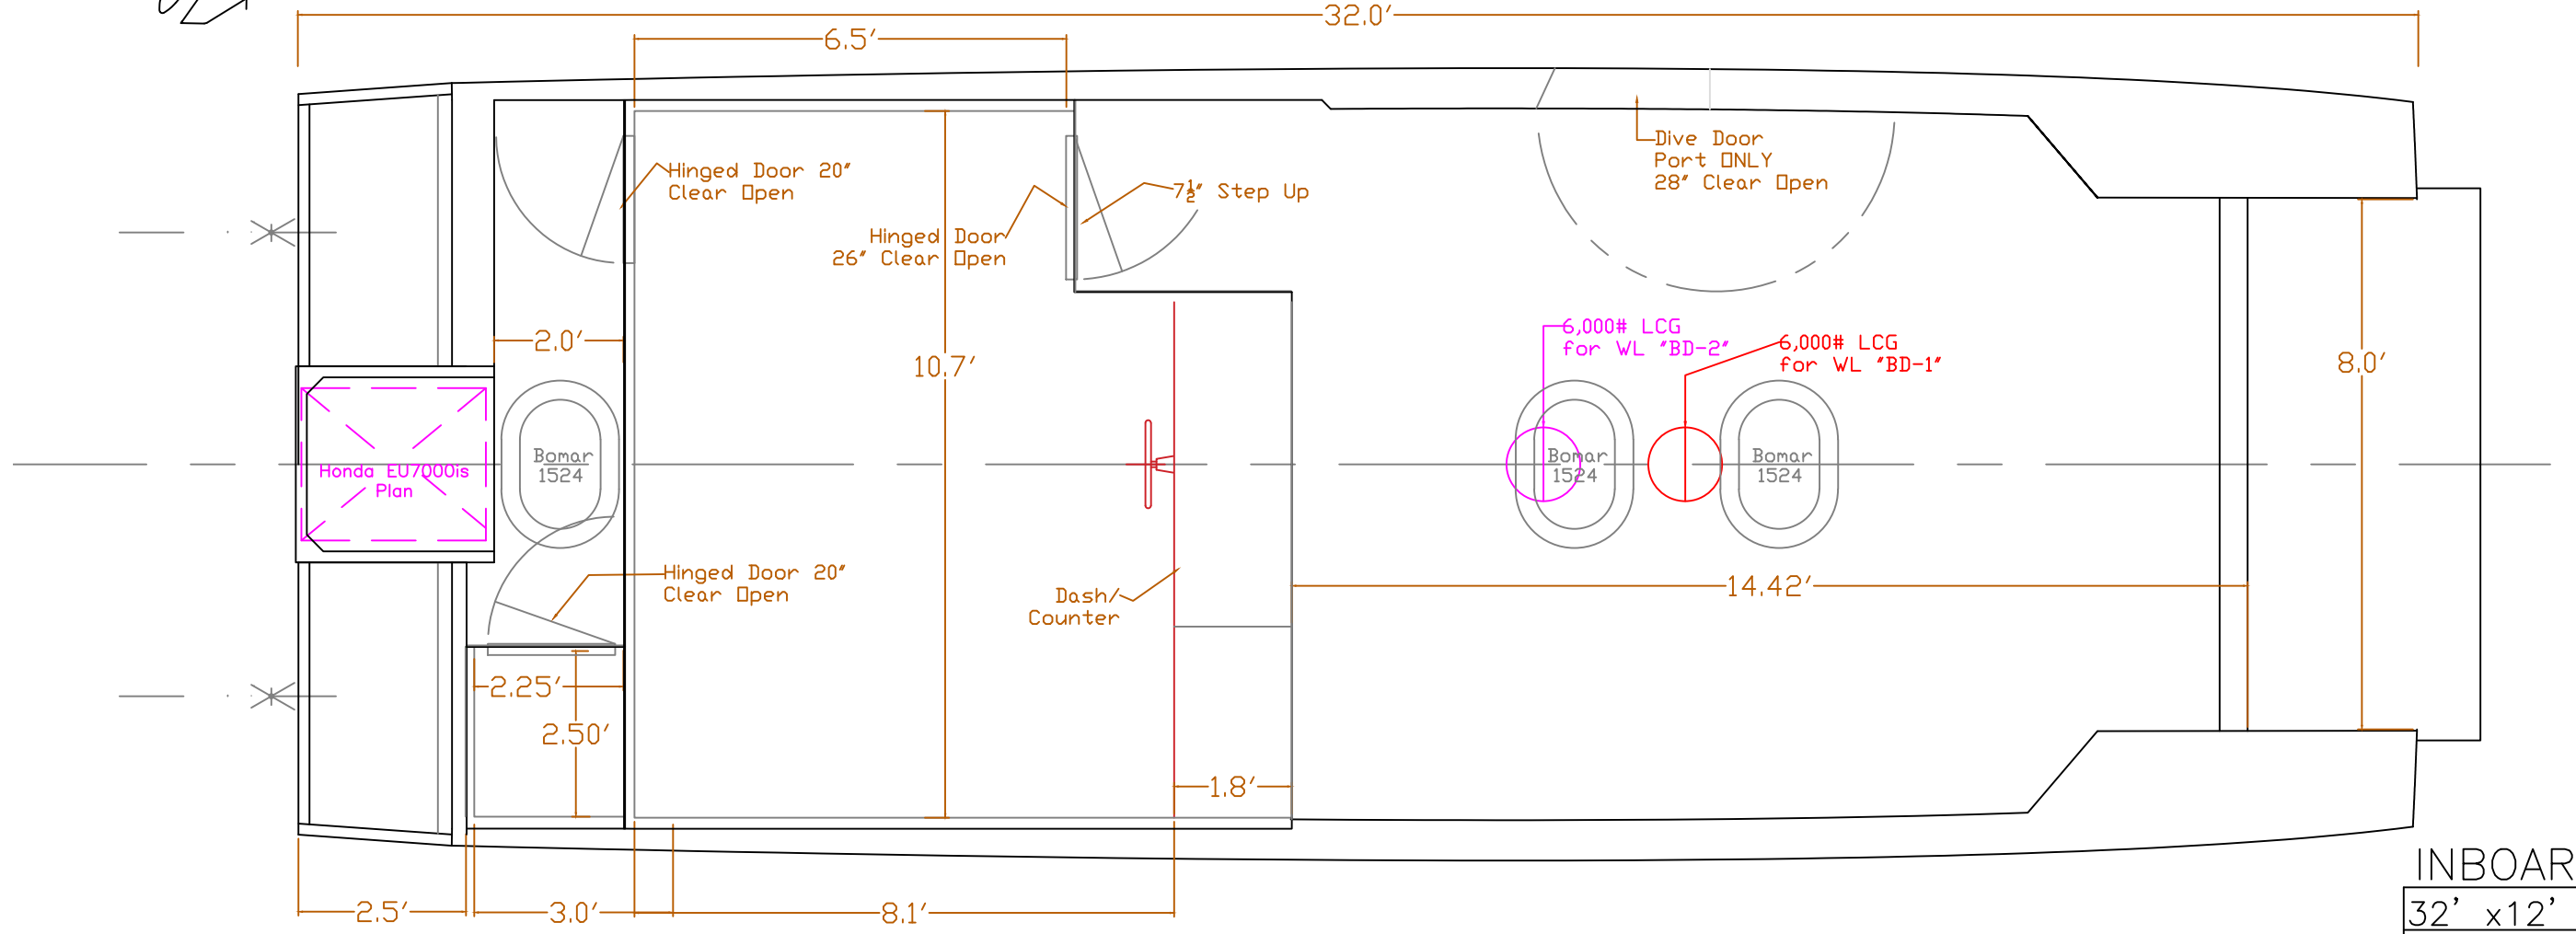 32.0'
6.5'
Hinged Door 20"
Clear Open
Hinged Door
26" Clear Open
7½" Step Up
Dive Door
Port ONLY
28" Clear Open
2.0'
10.7'
6,000# LCG
for WL "BD-2"
6,000# LCG
for WL "BD-1"
8.0'
Honda EU7000is
Plan
Bomar
1524
Bomar
1524
Bomar
1524
Hinged Door 20"
Clear Open
Dash/
Counter
14.42'
2.25'
2.50'
1.8'
2.5'
3.0'
8.1'
INBOAR
32' x12'